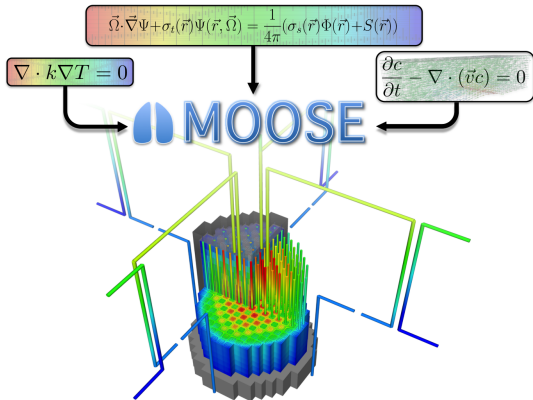 \vec{\Omega}\cdot\vec{\nabla}\Psi+\sigma_t(\vec{r})\Psi(\vec{r},\vec{\Omega}) = \frac{1}{4\pi}(\sigma_s(\vec{r})\Phi(\vec{r})+S(\vec{r}))
\nabla \cdot k\nabla T = 0
\frac{\partial c}{\partial t} - \nabla \cdot (\vec{v}c) = 0
MOOSE